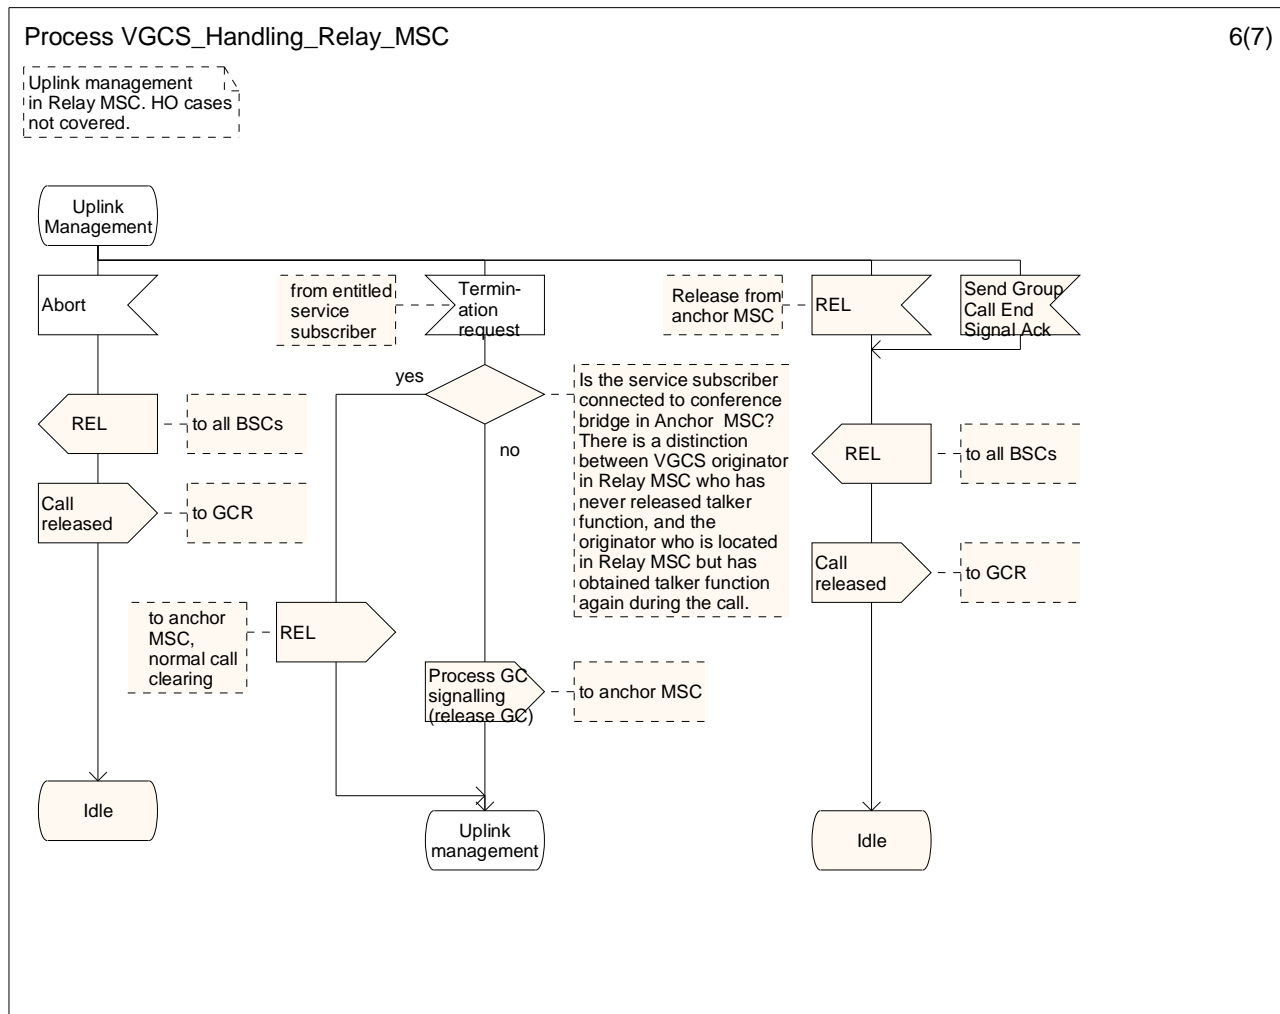 Process VGCS_Handling_Relay_MSC
6(7)
Uplink management
in Relay MSC. HO cases
not covered.
Uplink
Management
Abort
from entitled
service
subscriber
Termin-
ation
request
Release from
anchor MSC
REL
Send Group
Call End
Signal Ack
yes
no
Is the service subscriber
connected to conference
bridge in Anchor MSC?
There is a distinction
between VGCS originator
in Relay MSC who has
never released talker
function, and the
originator who is located
in Relay MSC but has
obtained talker function
again during the call.
REL
to all BSCs
REL
to all BSCs
Call
released
to GCR
Call
released
to GCR
to anchor
MSC,
normal call
clearing
REL
Process GC
signalling
(release GC)
to anchor MSC
Idle
Uplink
management
Idle